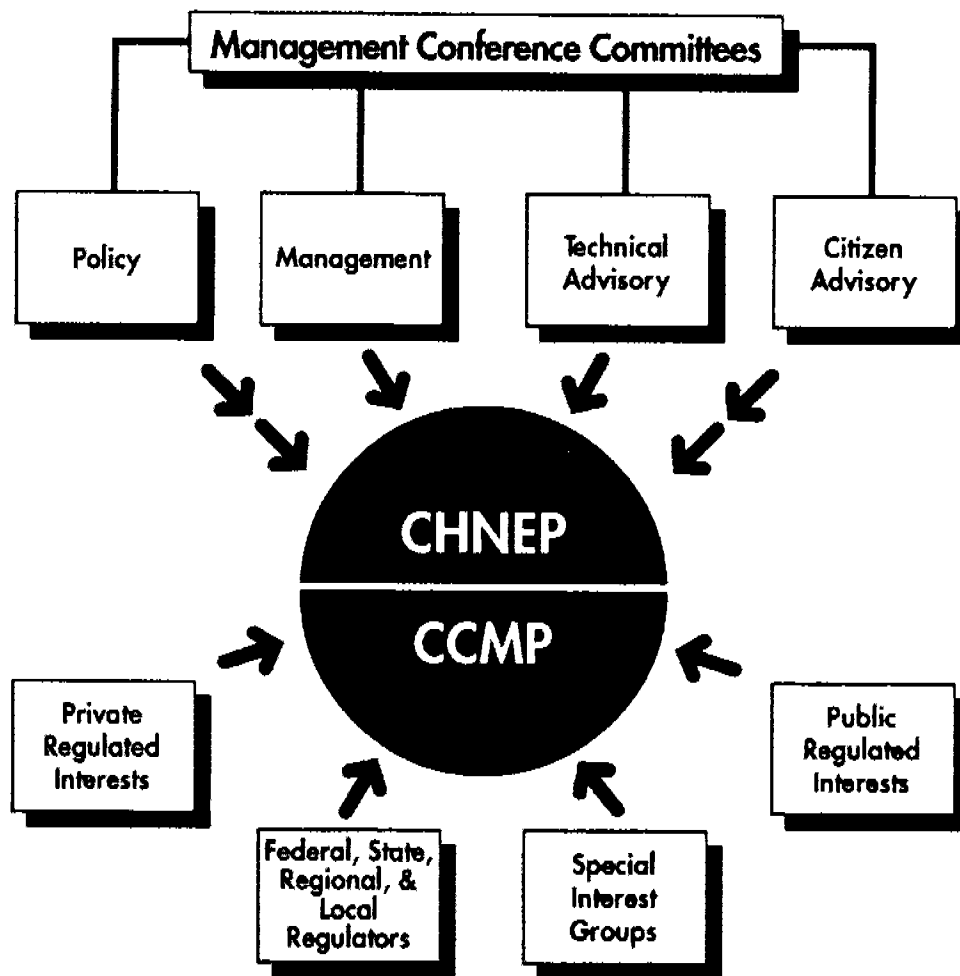 Management Conference Committees
Policy
Management
Technical
Advisory
Citizen
Advisory
CHNEP
CCMP
Private
Regulated
Interests
Public
Regulated
Interests
Federal, State,
Regional, &
Local
Regulators
Special
Interest
Groups